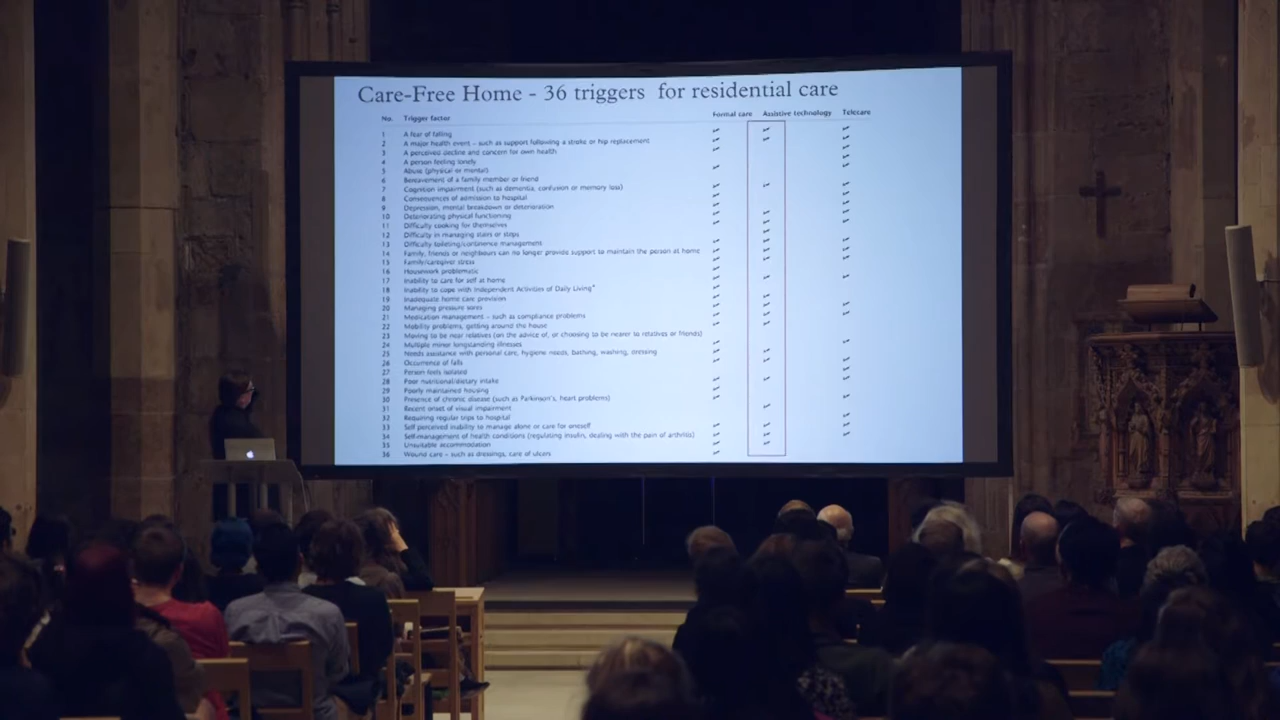 Care-Free Home - 36 triggers for residential care
No. Trigger factor Formal care Assistive technology Telecare
1 A fear of falling
2 A major health event - such as support following a stroke or hip replacement
3 A perceived decline and concern for own health
4 A person feeling lonely
5 Abuse (physical or mental)
6 Bereavement of a family member or friend
7 Cognition impairment (such as dementia, confusion or memory loss)
8 Consequences of admission to hospital
9 Depression, mental breakdown or deterioration
10 Deteriorating physical functioning
11 Difficulty cooking for themselves
12 Difficulty in managing stairs or steps
13 Difficulty toileting/continence management
14 Family, friends or neighbours can no longer provide support to maintain the person at home
15 Family/caregiver stress
16 Housework problematic
17 Inability to care for self at home
18 Inability to cope with Independent Activities of Daily Living*
19 Inadequate home care provision
20 Managing pressure sores
21 Medication management - such as compliance problems
22 Mobility problems, getting around the house
23 Moving to be near relatives (on the advice of, or choosing to be nearer to relatives or friends)
24 Multiple minor longstanding illnesses
25 Needs assistance with personal care, hygiene needs, bathing, washing, dressing
26 Occurrence of falls
27 Person feels isolated
28 Poor nutritional/dietary intake
29 Poorly maintained housing
30 Presence of chronic disease (such as Parkinson's, heart problems)
31 Recent onset of visual impairment
32 Requiring regular trips to hospital
33 Self perceived inability to manage alone or care for oneself
34 Self-management of health conditions (regulating insulin, dealing with the pain of arthritis)
35 Unsuitable accommodation
36 Wound care - such as dressings, care of ulcers